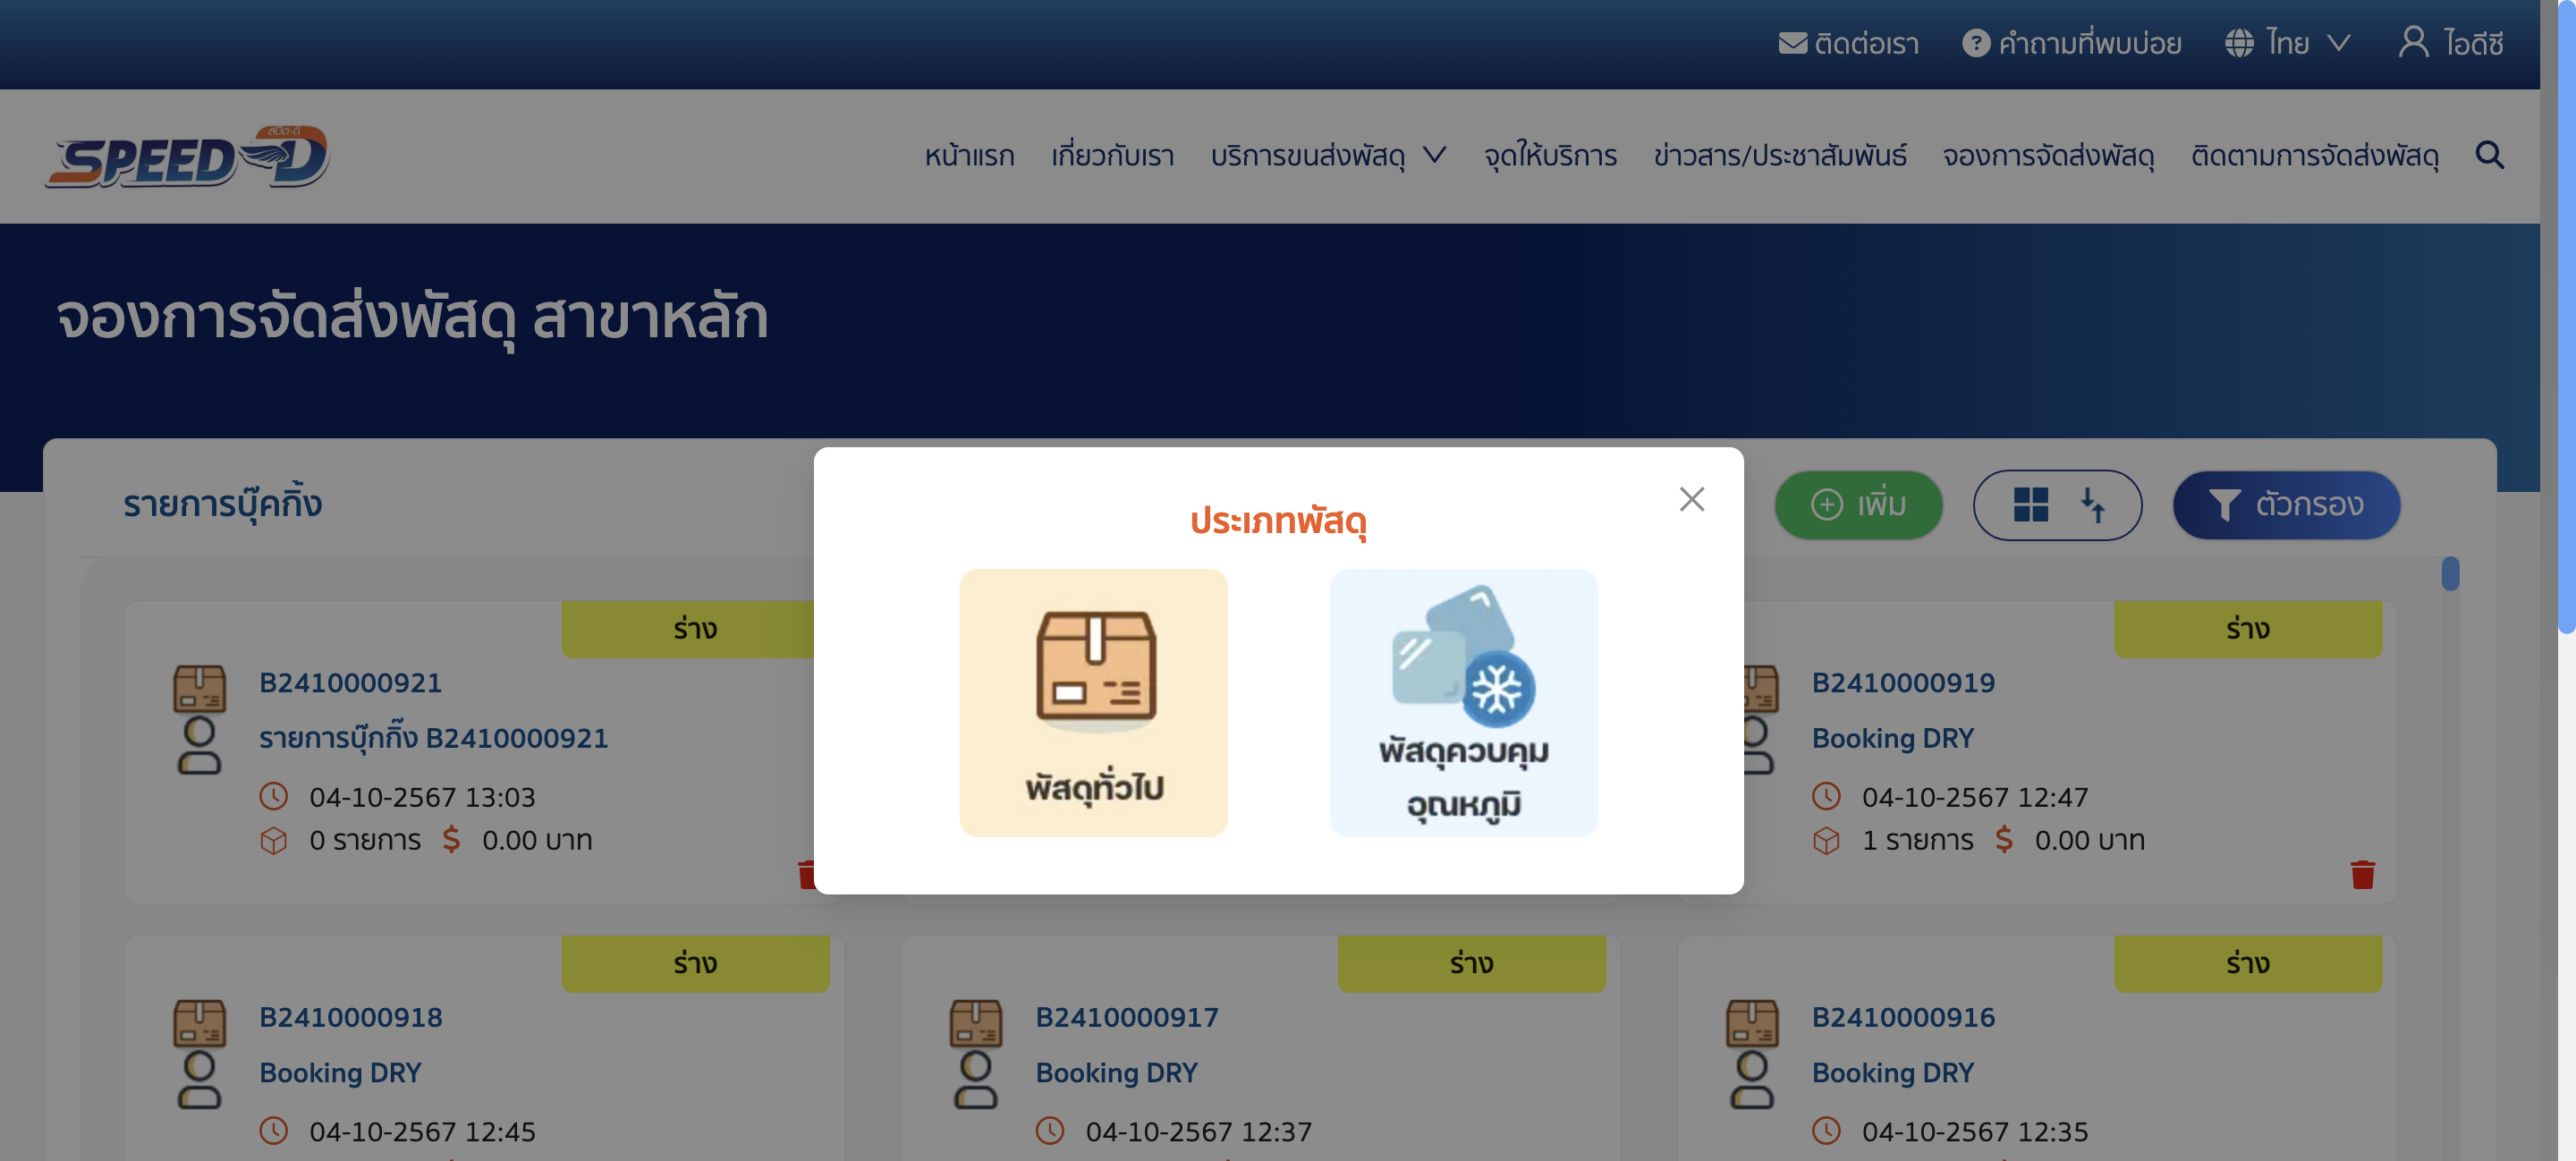 ติดต่อเรา คำถามที่พบบ่อย ไทย ไอดีซี
สปีด-ดี
SPEED-D
หน้าแรก เกี่ยวกับเรา บริการขนส่งพัสดุ จุดให้บริการ ข่าวสาร/ประชาสัมพันธ์ จองการจัดส่งพัสดุ ติดตามการจัดส่งพัสดุ
จองการจัดส่งพัสดุ สาขาหลัก
รายการบุ๊คกิ้ง
เพิ่ม ตัวกรอง
ประเภทพัสดุ
พัสดุทั่วไป
พัสดุควบคุม
อุณหภูมิ
ร่าง
B2410000921
รายการบุ๊กกิ๊ง B2410000921
04-10-2567 13:03
0 รายการ $ 0.00 บาท
ร่าง
B2410000919
Booking DRY
04-10-2567 12:47
1 รายการ $ 0.00 บาท
ร่าง
B2410000918
Booking DRY
04-10-2567 12:45
ร่าง
B2410000917
Booking DRY
04-10-2567 12:37
ร่าง
B2410000916
Booking DRY
04-10-2567 12:35